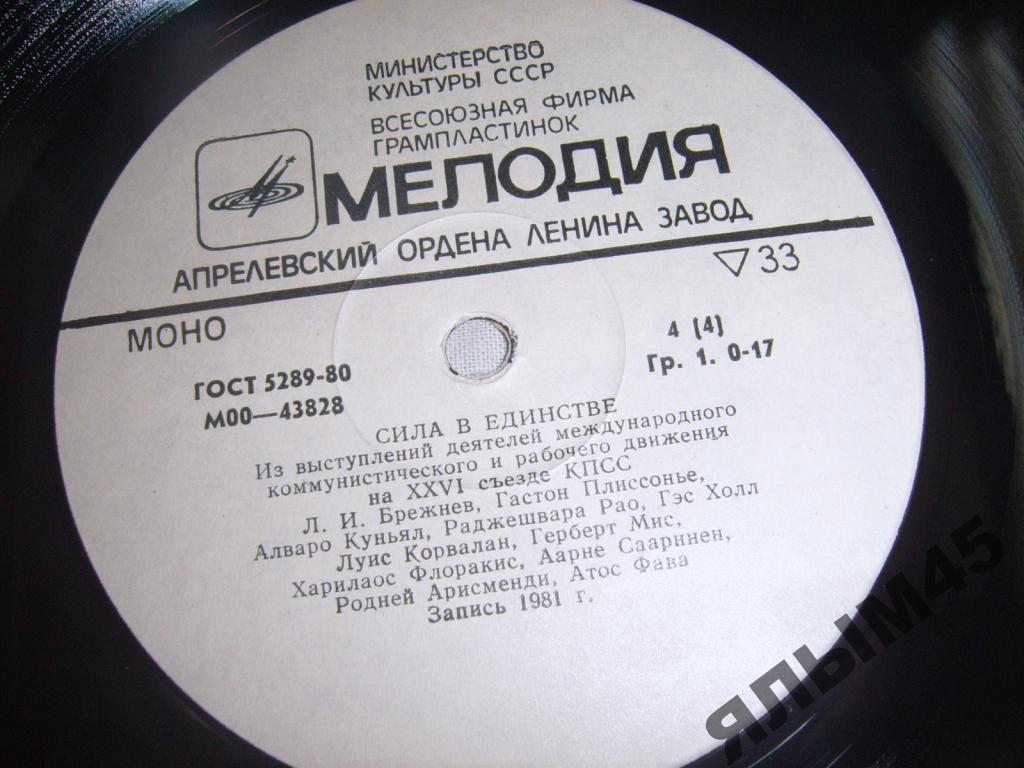 МИНИСТЕРСТВО
КУЛЬТУРЫ СССР
ВСЕСОЮЗНАЯ ФИРМА
ГРАМПЛАСТИНОК
МЕЛОДИЯ
АПРЕЛЕВСКИЙ ОРДЕНА ЛЕНИНА ЗАВОД
МОНО
▽33
ГОСТ 5289-80
М00—43828
4 (4)
Гр. 1. 0-17
СИЛА В ЕДИНСТВЕ
Из выступлений деятелей международного
коммунистического и рабочего движения
на XXVI съезде КПСС
Л. И. Брежнев, Гастон Плиссонье,
Алваро Куньял, Раджешвара Рао, Гэс Холл
Луис Корвалан, Герберт Мис,
Харилаос Флоракис, Аарне Сааринен,
Родней Арисменди, Атос Фава
Запись 1981 г.
ЯЛЫМ45